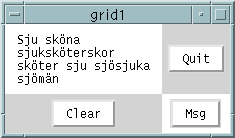 grid1
Sju sköna
sjuksköterskor
sköter sju sjösjuka
sjömän
Quit
Clear
Msg